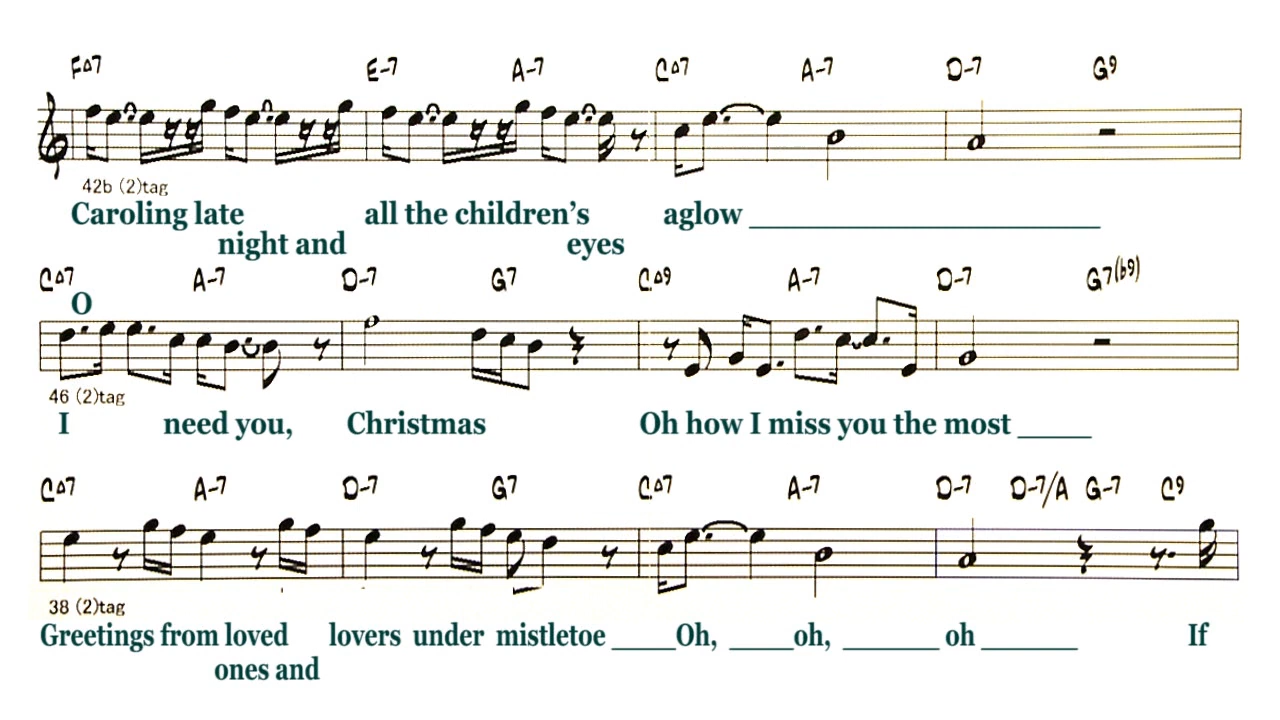 F△7 E-7 A-7 C△7 A-7 D-7 G9
42b (2)tag
Caroling late all the children’s aglow ________________________
night and eyes
C△7 A-7 D-7 G7 C△9 A-7 D-7 G7(b9)
O
46 (2)tag
I need you, Christmas Oh how I miss you the most _____
C△7 A-7 D-7 G7 C△7 A-7 D-7 D-7/A G-7 C9
38 (2)tag
Greetings from loved lovers under mistletoe ____Oh, ____oh, ______ oh ______ If
ones and